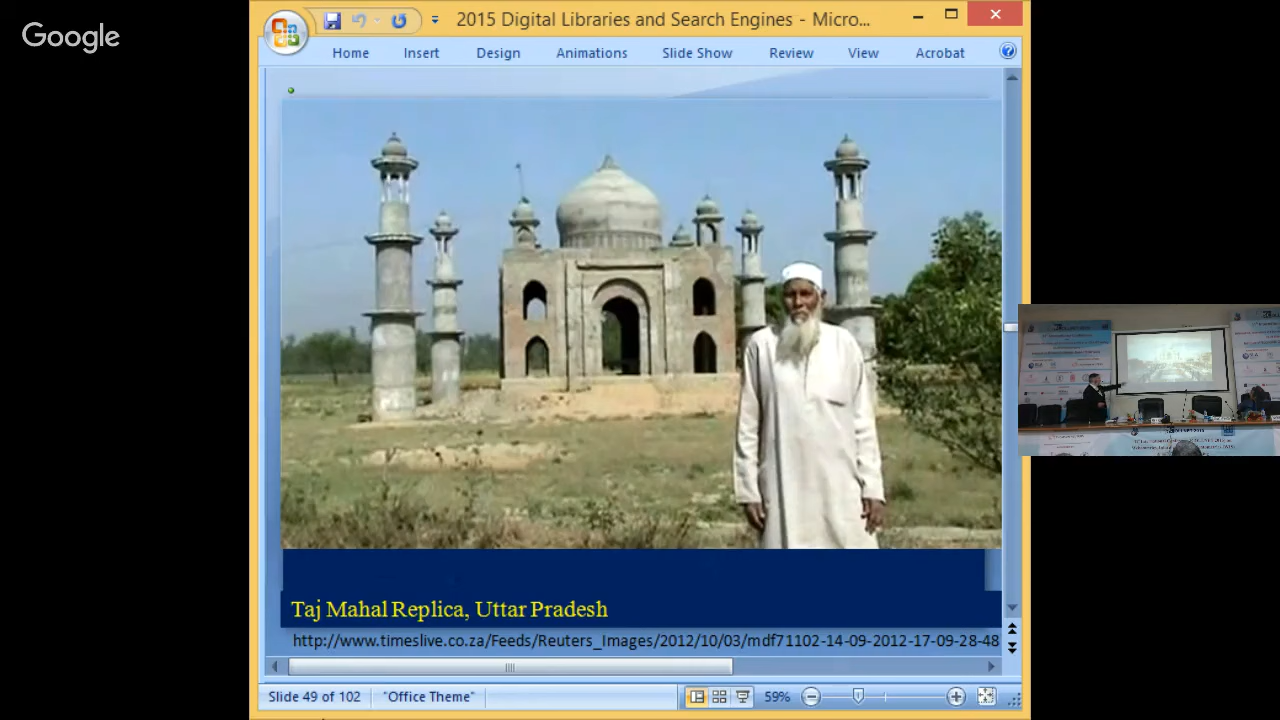 Google
2015 Digital Libraries and Search Engines - Micro...
Home Insert Design Animations Slide Show Review View Acrobat
Taj Mahal Replica, Uttar Pradesh
http://www.timeslive.co.za/Feeds/Reuters_Images/2012/10/03/mdf71102-14-09-2012-17-09-28-48
Slide 49 of 102 "Office Theme" 59%